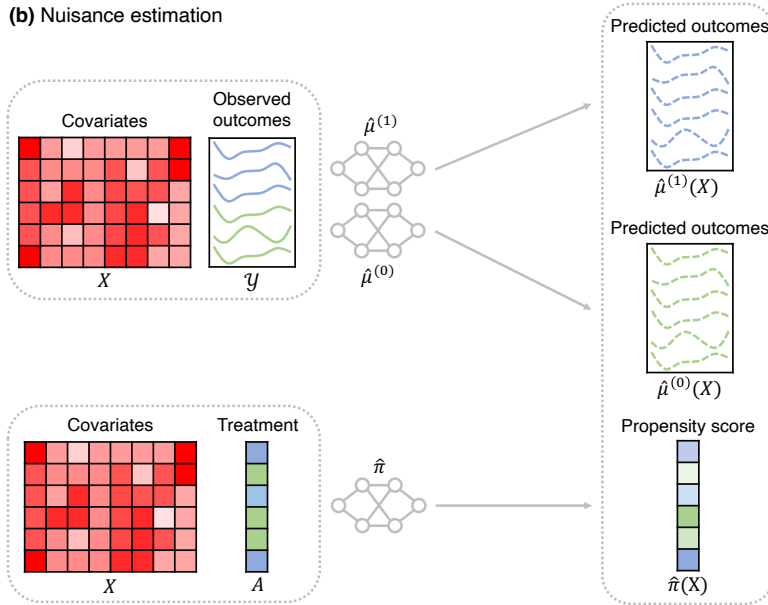 (b) Nuisance estimation
Covariates
Observed
outcomes
X
𝒴
μ̂⁽¹⁾
μ̂⁽⁰⁾
Predicted outcomes
μ̂⁽¹⁾(X)
Predicted outcomes
μ̂⁽⁰⁾(X)
Covariates
Treatment
X
A
π̂
Propensity score
π̂(X)